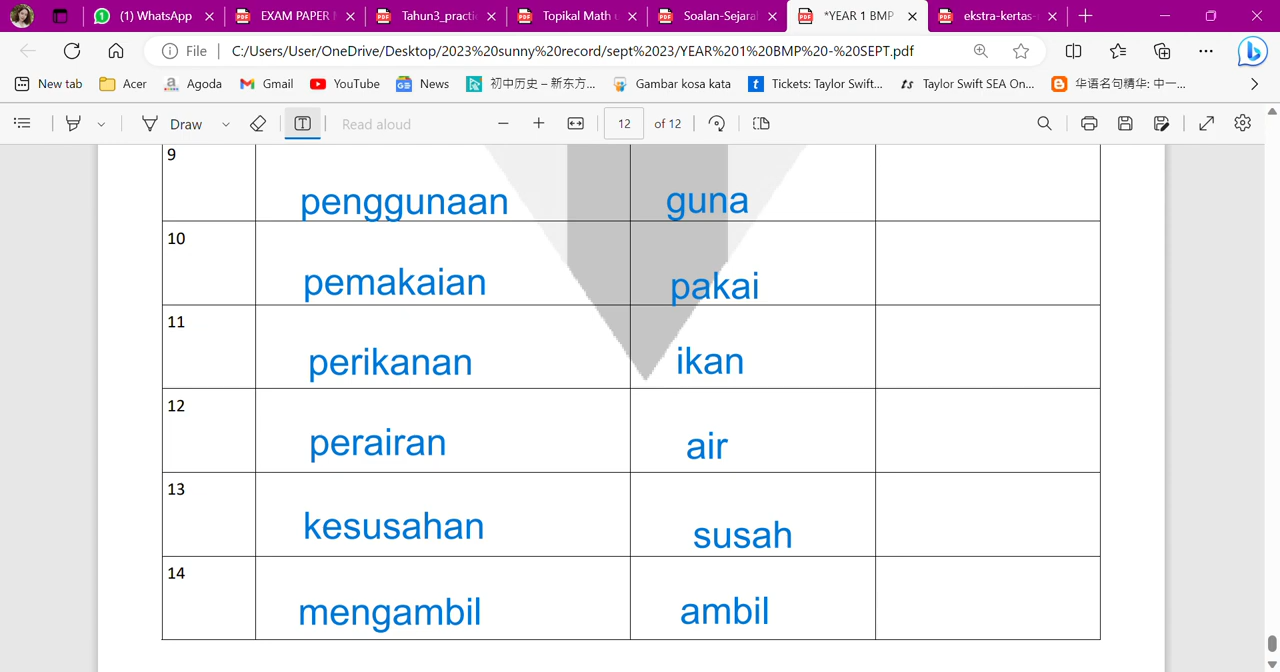 (1) WhatsApp
EXAM PAPER M
Tahun3_practi
Topikal Math
Soalan-Sejara
*YEAR 1 BMP
ekstra-kertas-
File
C:/Users/User/OneDrive/Desktop/2023%20sunny%20record/sept%2023/YEAR%201%20BMP%20-%20SEPT.pdf
New tab
Acer
Agoda
Gmail
YouTube
News
初中历史 – 新东方...
Gambar kosa kata
Tickets: Taylor Swift...
Taylor Swift SEA On...
华语名句精华: 中一...
Draw
Read aloud
12 of 12
9 penggunaan guna
10 pemakaian pakai
11 perikanan ikan
12 perairan air
13 kesusahan susah
14 mengambil ambil